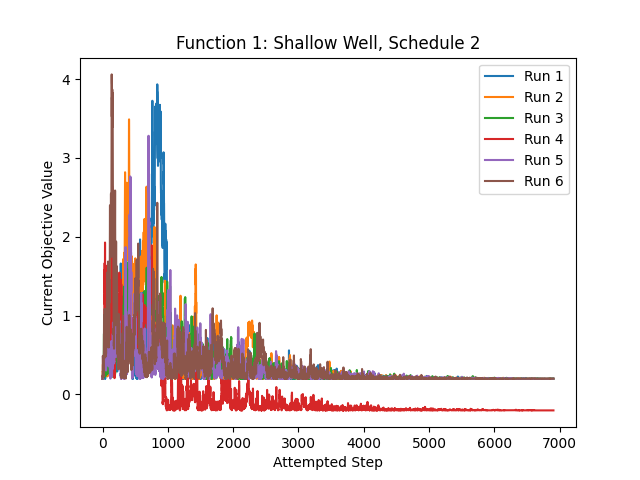 Function 1: Shallow Well, Schedule 2
Current Objective Value
4
3
2
1
0
Run 1
Run 2
Run 3
Run 4
Run 5
Run 6
0 1000 2000 3000 4000 5000 6000 7000
Attempted Step